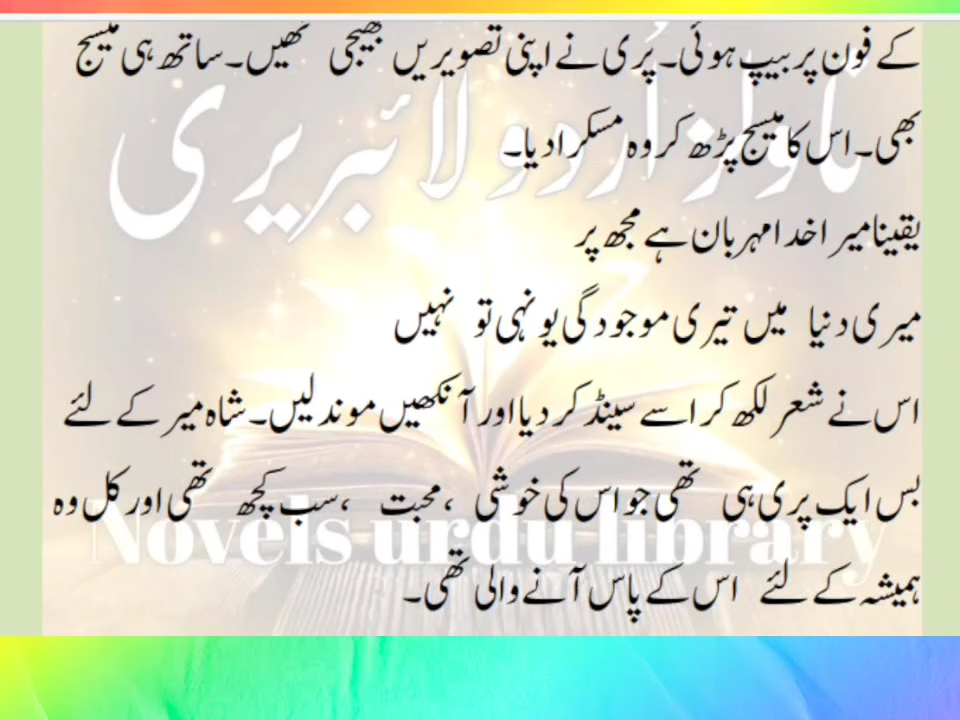 کے فون پر بیپ ہوئی۔ پری نے اپنی تصویریں بھیجی تھیں۔ ساتھ ہی میسج
ناولز اردو لائبریری
بھی۔ اس کا میسج پڑھ کر وہ مسکرا دیا۔
یقینا میرا خدا مہربان ہے مجھ پر
میری دنیا میں تیری موجودگی یونہی تو نہیں
اس نے شعر لکھ کر اسے سینڈ کر دیا اور آنکھیں موند لیں۔ شاہ میر کے لئے
بس ایک پری ہی تھی جو اس کی خوشی ، محبت ، سب کچھ تھی اور کل وہ
Novels urdu library
ہمیشہ کے لئے اس کے پاس آنے والی تھی۔